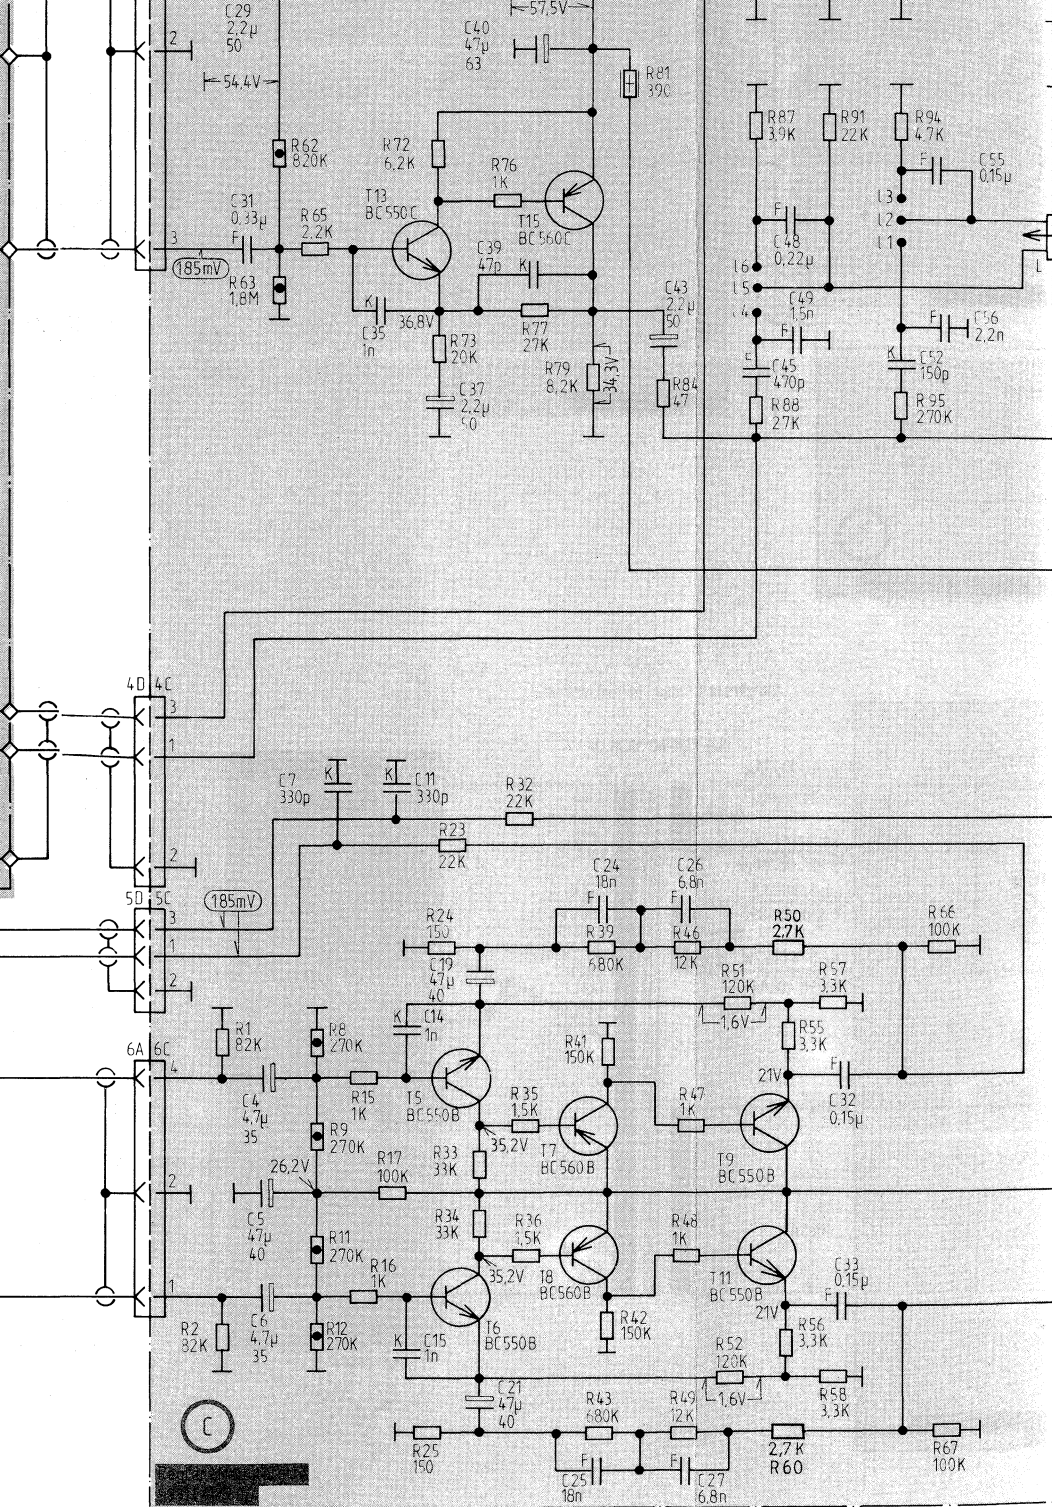 57,5V
C29
2,2µ
50
2
C40
47µ
63
54,4V
R81
390
R62
820K
R72
6,2K
R76
1K
R87
3,9K
R91
22K
R94
4,7K
F
C55
0,15µ
C31
0,33µ
F
R65
2,2K
T13
BC550C
T15
BC560C
3
185mV
R63
1,8M
C39
47p
K
F
C48
0,22µ
l3
l2
l1
L
l6
l5
l4
C43
2,2µ
50
C49
1,5n
F
K
C35
1n
36,8V
R73
20K
R77
27K
R79
8,2K
34,3V
F
C56
2,2n
C45
470p
K
C52
150p
R84
47
C37
2,2µ
50
R88
27K
R95
270K
4D
4C
3
1
C7
330p
K
K
C11
330p
R32
22K
R23
22K
2
5D
5C
185mV
3
1
2
C24
18n
F
C26
6,8n
F
R24
150
R39
680K
R46
12K
R50
2,7K
R66
100K
C19
47µ
40
R51
120K
R57
3,3K
1,6V
R1
82K
R8
270K
K
C14
1n
R41
150K
R55
3,3K
6A
6C
4
C4
4,7µ
35
R15
1K
T5
BC550B
R35
1,5K
35,2V
R47
1K
21V
F
C32
0,15µ
R9
270K
T7
BC560B
T9
BC550B
26,2V
R17
100K
R33
33K
2
C5
47µ
40
R34
33K
R36
1,5K
R48
1K
R11
270K
R16
1K
35,2V
T8
BC560B
T11
BC550B
C33
0,15µ
F
21V
1
F
C6
4,7µ
35
R2
82K
R12
270K
K
C15
1n
T6
BC550B
R42
150K
R56
3,3K
R52
120K
1,6V
R58
3,3K
C21
47µ
40
R43
680K
R49
12K
C
R25
150
F
C25
18n
F
C27
6,8n
2,7K
R60
R67
100K